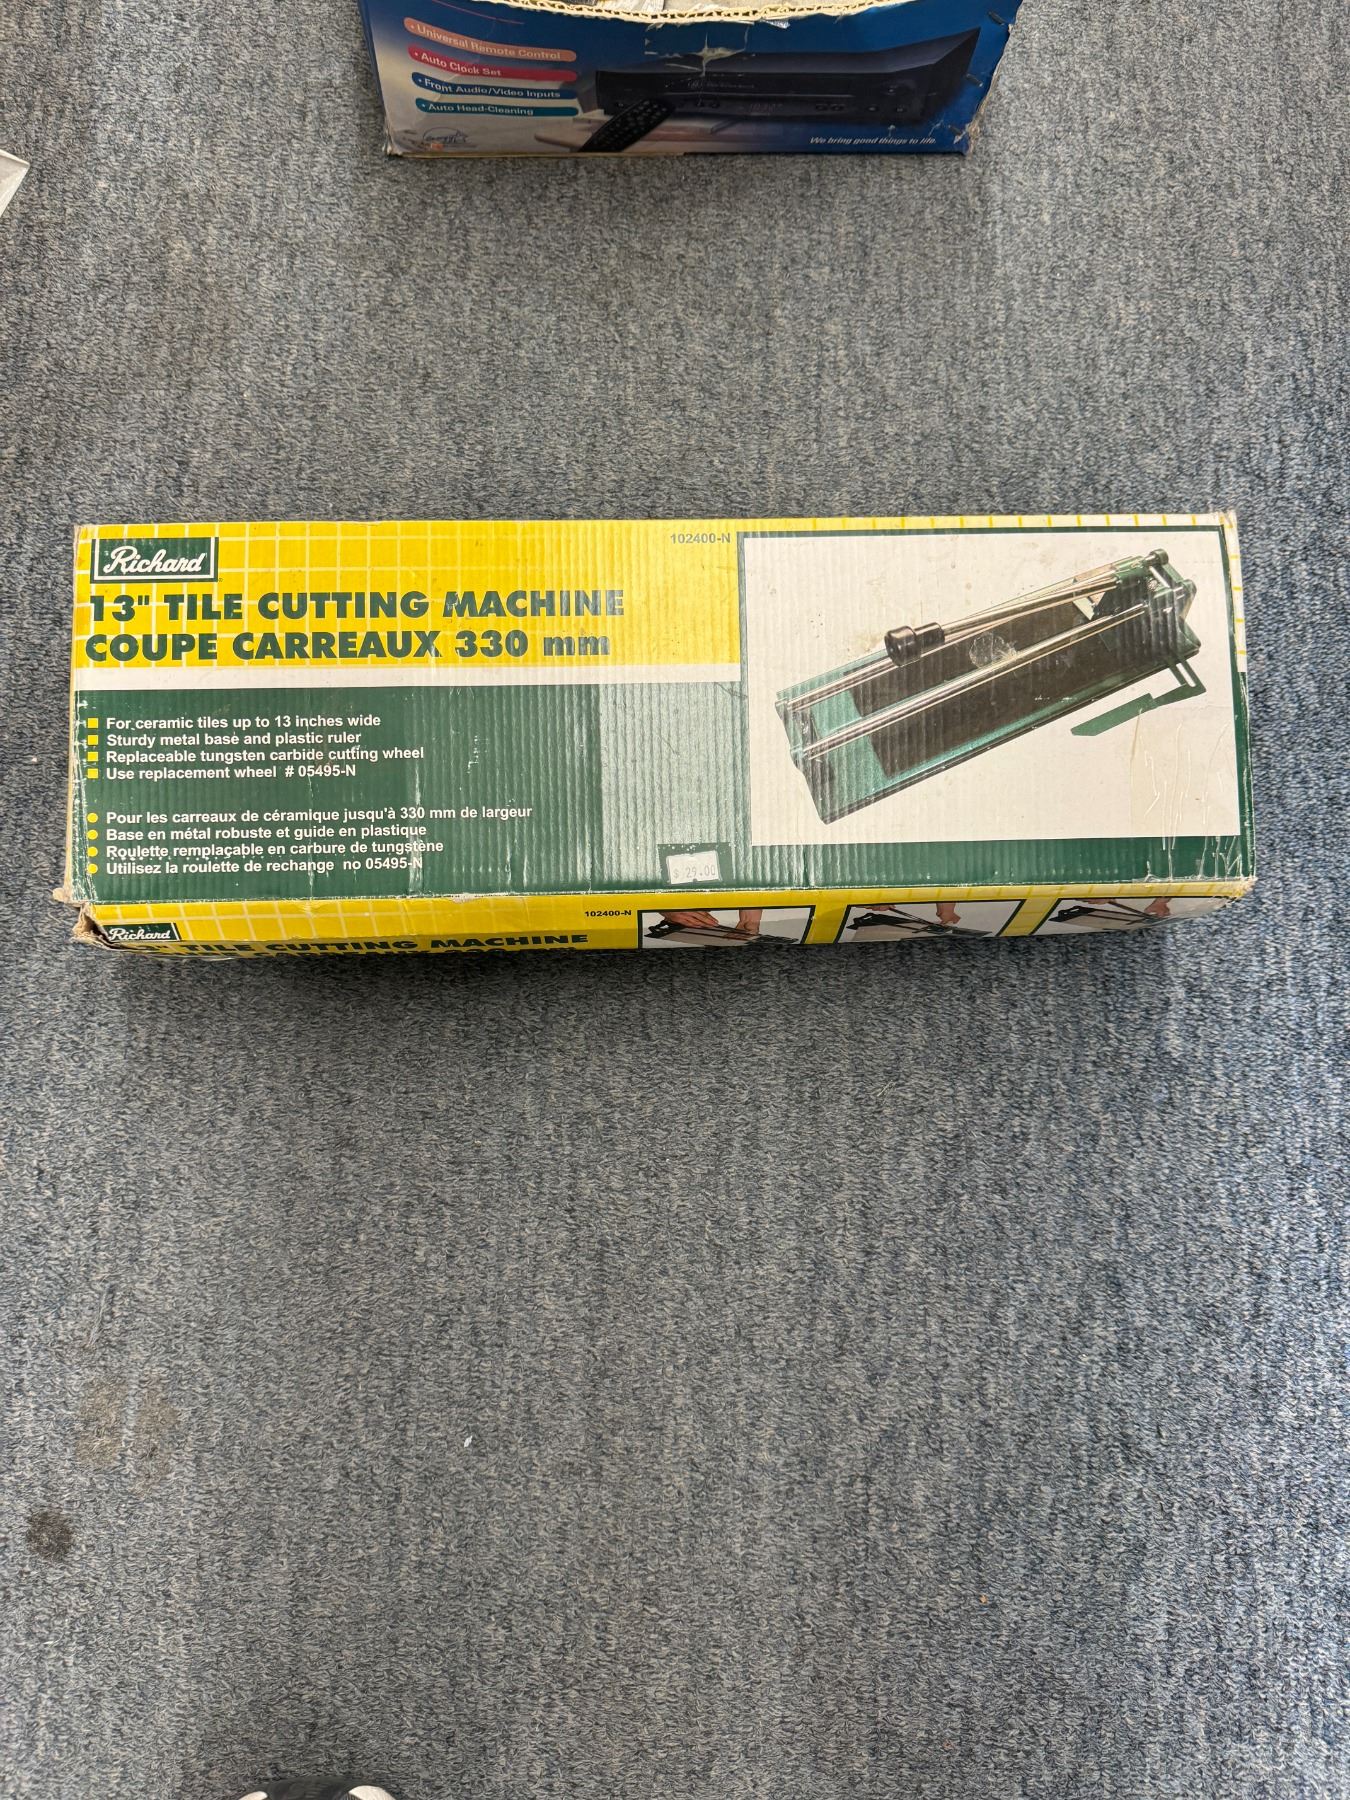 • Universal Remote Control
• Auto Clock Set
• Front Audio/Video Inputs
• Auto Head-Cleaning
We bring good things to life.
Richard
102400-N
13" TILE CUTTING MACHINE
COUPE CARREAUX 330 mm
For ceramic tiles up to 13 inches wide
Sturdy metal base and plastic ruler
Replaceable tungsten carbide cutting wheel
Use replacement wheel # 05495-N
Pour les carreaux de céramique jusqu'à 330 mm de largeur
Base en métal robuste et guide en plastique
Roulette remplaçable en carbure de tungstène
Utilisez la roulette de rechange no 05495-N
$ 29.00
Richard
102400-N
TILE CUTTING MACHINE